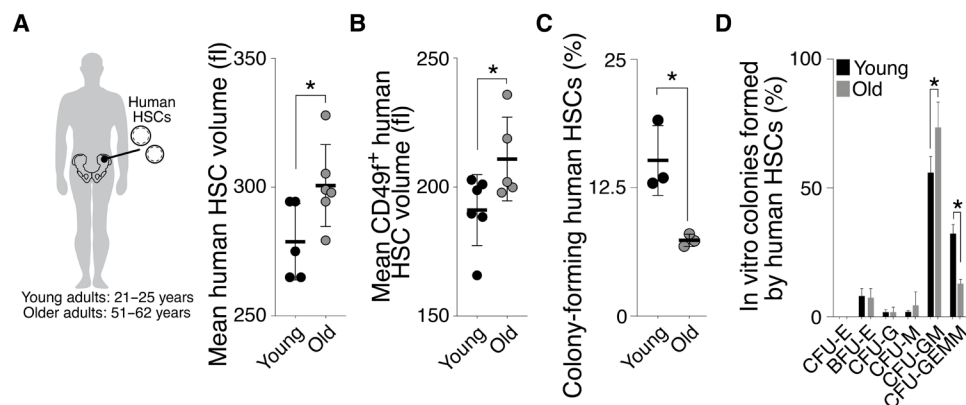 A
Human
HSCs
Young adults: 21–25 years
Older adults: 51–62 years
Mean human HSC volume (fl)
350
300
250
*
Young
Old
B
Mean CD49f+ human
HSC volume (fl)
250
200
150
*
Young
Old
C
Colony-forming human HSCs (%)
25
12.5
0
*
Young
Old
D
In vitro colonies formed
by human HSCs (%)
100
50
0
Young
Old
*
*
CFU-E
BFU-E
CFU-G
CFU-M
CFU-GM
CFU-GEMM